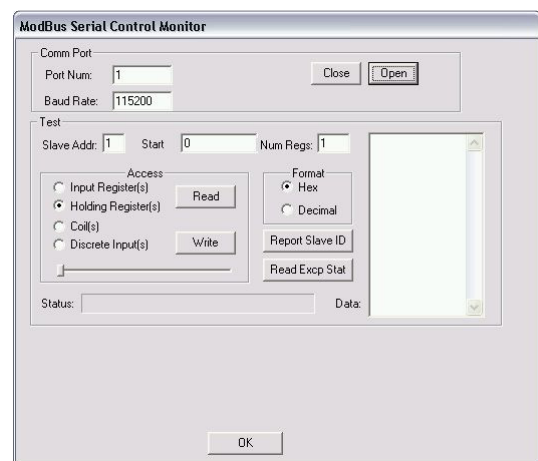 ModBus Serial Control Monitor
Comm Port
Port Num: 1
Close Open
Baud Rate: 115200
Test
Slave Addr: 1 Start 0 Num Regs: 1
Access
Format
Input Register(s)
Read
Hex
Holding Register(s)
Decimal
Coil(s)
Discrete Input(s)
Write
Report Slave ID
Read Excp Stat
Status:
Data:
OK